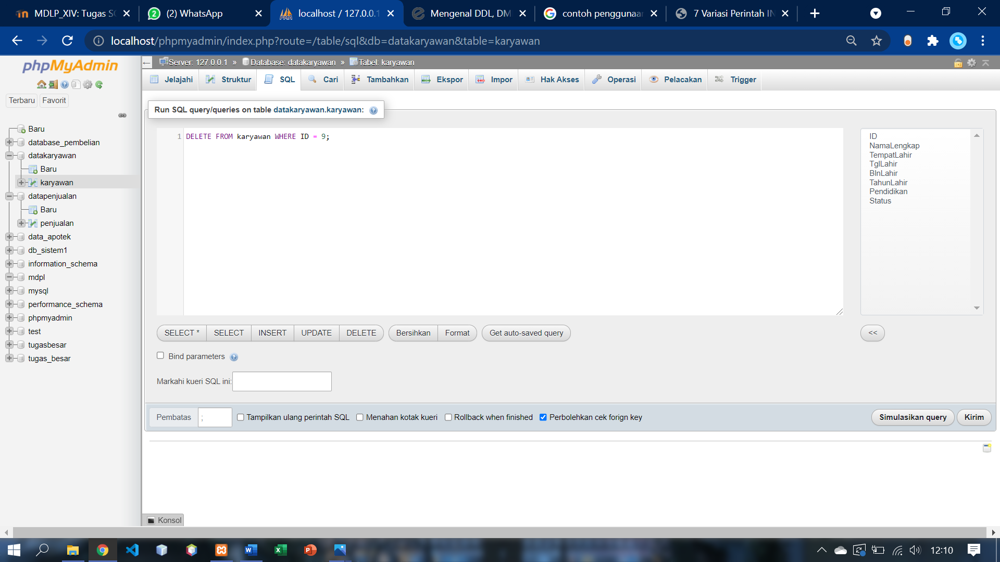 MDLP_XIV: Tugas S
(2) WhatsApp
localhost / 127.0.0.1
Mengenal DDL, DM
contoh penggunaan
7 Variasi Perintah IN
localhost/phpmyadmin/index.php?route=/table/sql&db=datakaryawan&table=karyawan
phpMyAdmin
Terbaru
Favorit
Baru
database_pembelian
datakaryawan
Baru
karyawan
datapenjualan
Baru
penjualan
data_apotek
db_sistem1
information_schema
mdpl
mysql
performance_schema
phpmyadmin
test
tugasbesar
tugas_besar
Server: 127.0.0.1 » Database: datakaryawan » Tabel: karyawan
Jelajahi Struktur SQL Cari Tambahkan Ekspor Impor Hak Akses Operasi Pelacakan Trigger
Run SQL query/queries on table datakaryawan.karyawan:
1 DELETE FROM karyawan WHERE ID = 9;
ID
NamaLengkap
TempatLahir
TglLahir
BlnLahir
TahunLahir
Pendidikan
Status
SELECT * SELECT INSERT UPDATE DELETE Bersihkan Format Get auto-saved query <<
Bind parameters
Markahi kueri SQL ini:
Pembatas ; Tampilkan ulang perintah SQL Menahan kotak kueri Rollback when finished Perbolehkan cek forign key Simulasikan query Kirim
Konsol
12:10